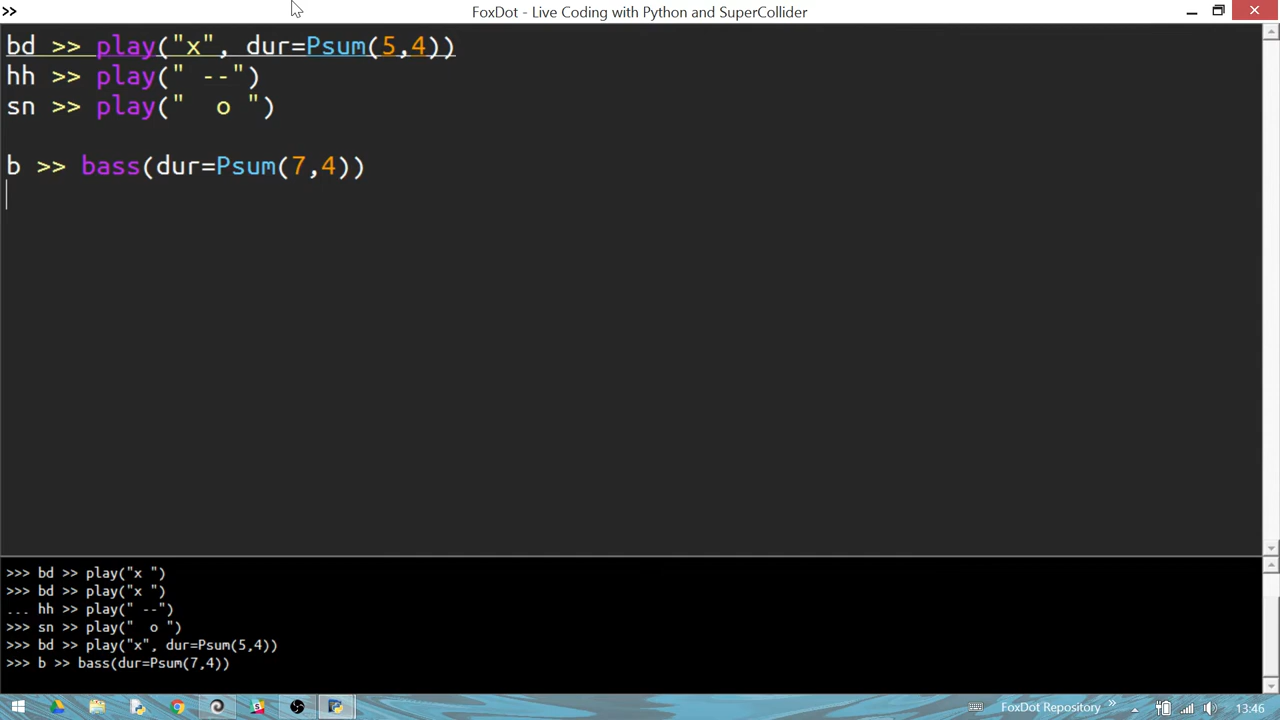 >>
FoxDot - Live Coding with Python and SuperCollider
bd >> play("x", dur=Psum(5,4))
hh >> play(" --")
sn >> play("  o ")
b >> bass(dur=Psum(7,4))
>>> bd >> play("x ")
>>> bd >> play("x ")
... hh >> play(" --")
>>> sn >> play("  o ")
>>> bd >> play("x", dur=Psum(5,4))
>>> b >> bass(dur=Psum(7,4))
FoxDot Repository
13:46